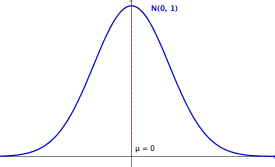 N(0, 1)
μ = 0